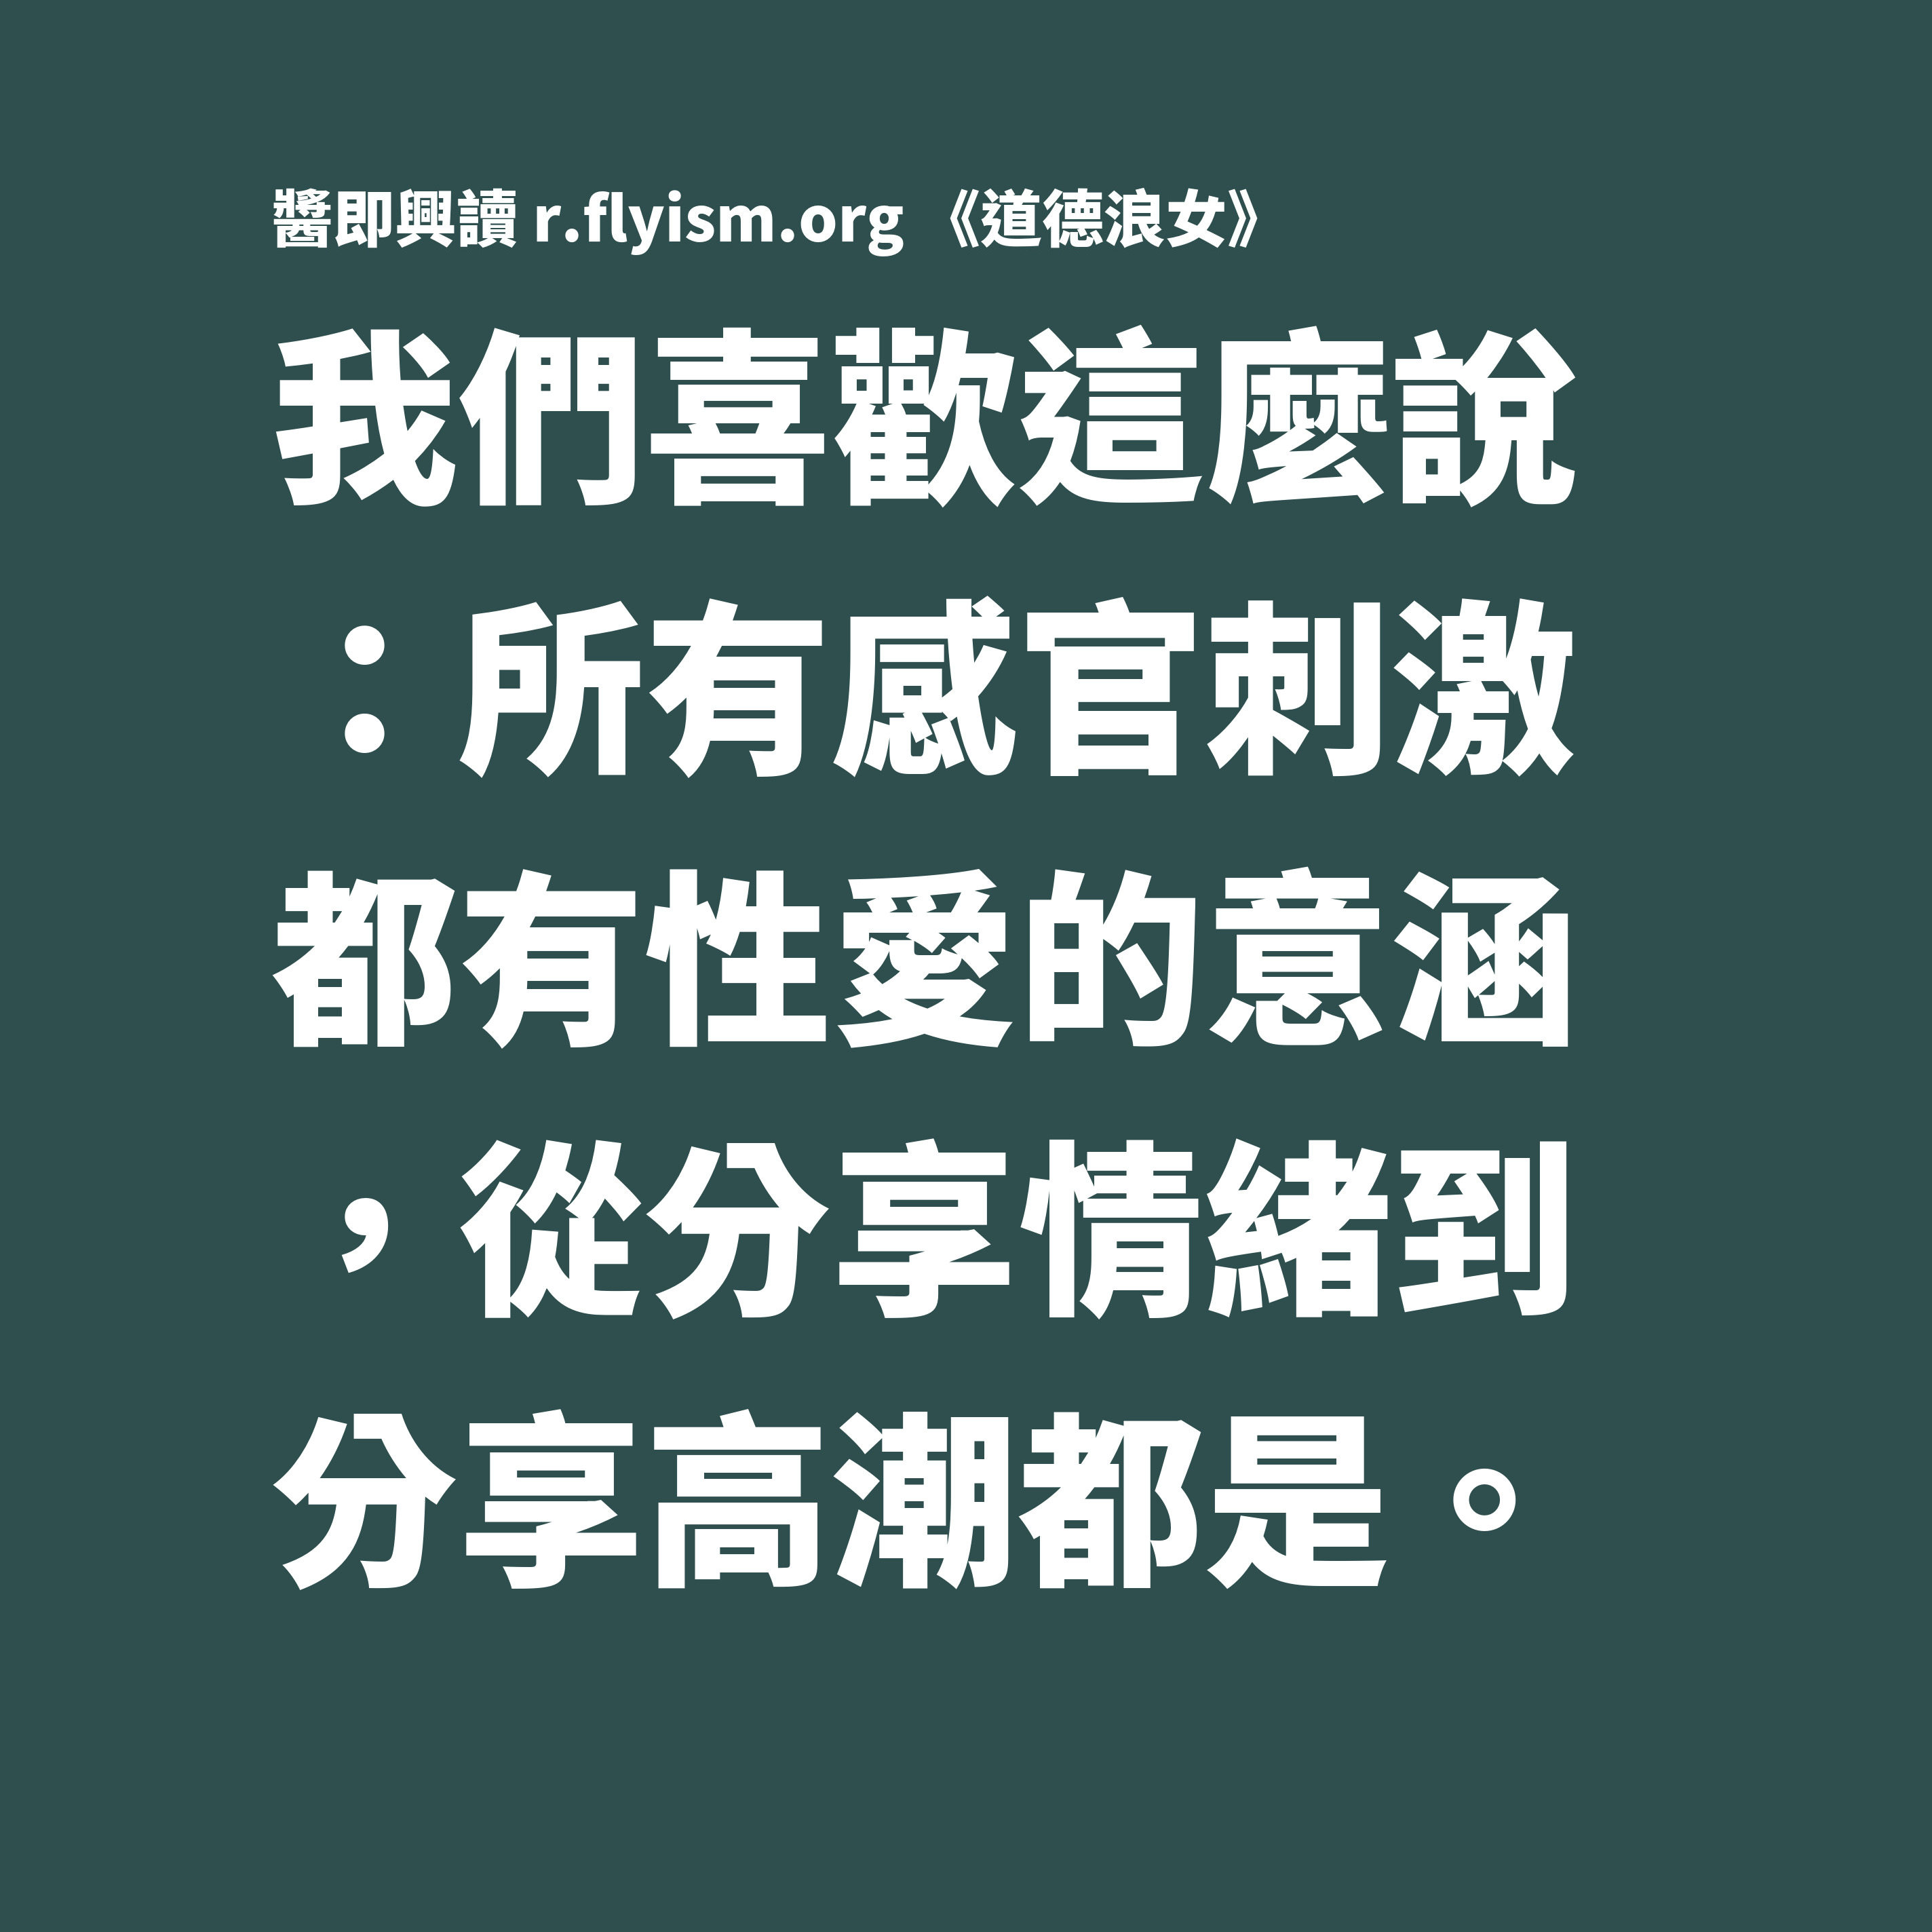 暫即與讀 r.flyism.org 《道德浪女》
我們喜歡這麼說
：所有感官刺激
都有性愛的意涵
，從分享情緒到
分享高潮都是。